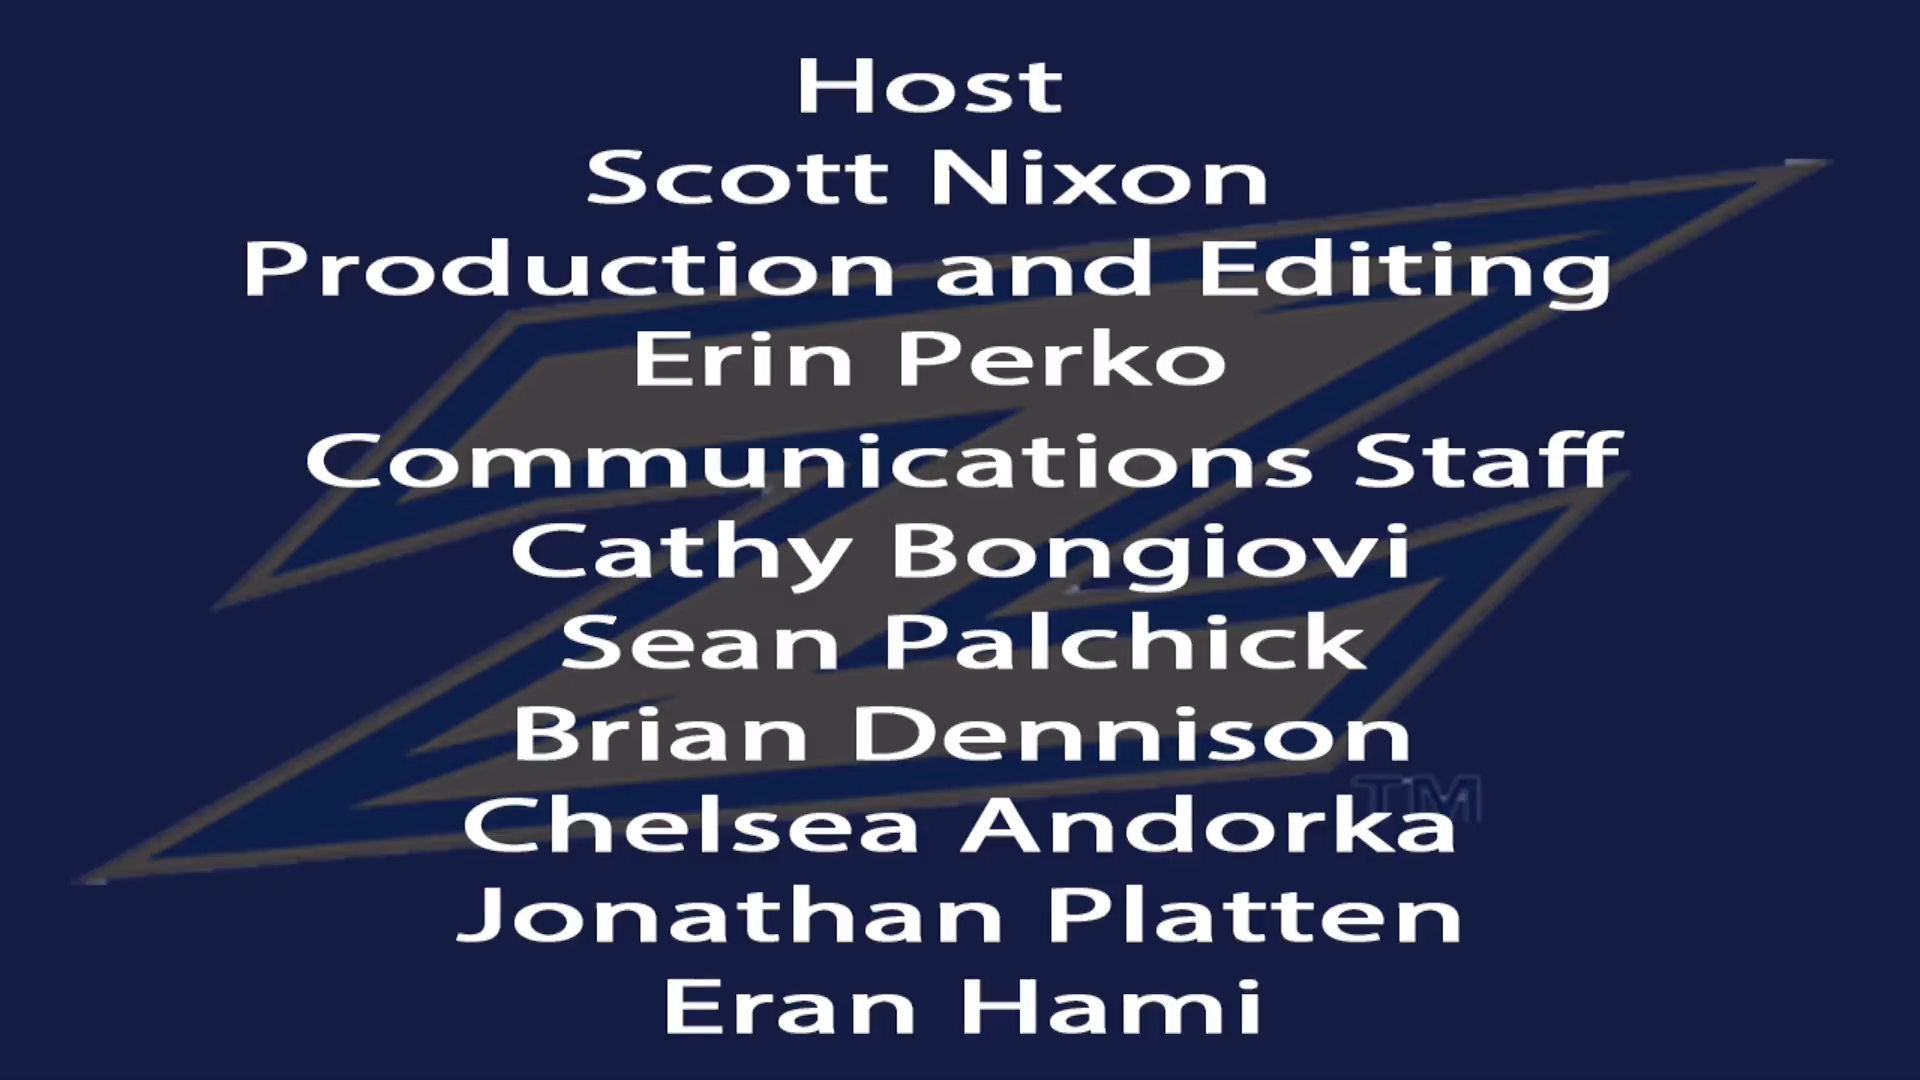 Host
Scott Nixon
Production and Editing
Erin Perko
Communications Staff
Cathy Bongiovi
Sean Palchick
Brian Dennison
TM
Chelsea Andorka
Jonathan Platten
Eran Hami